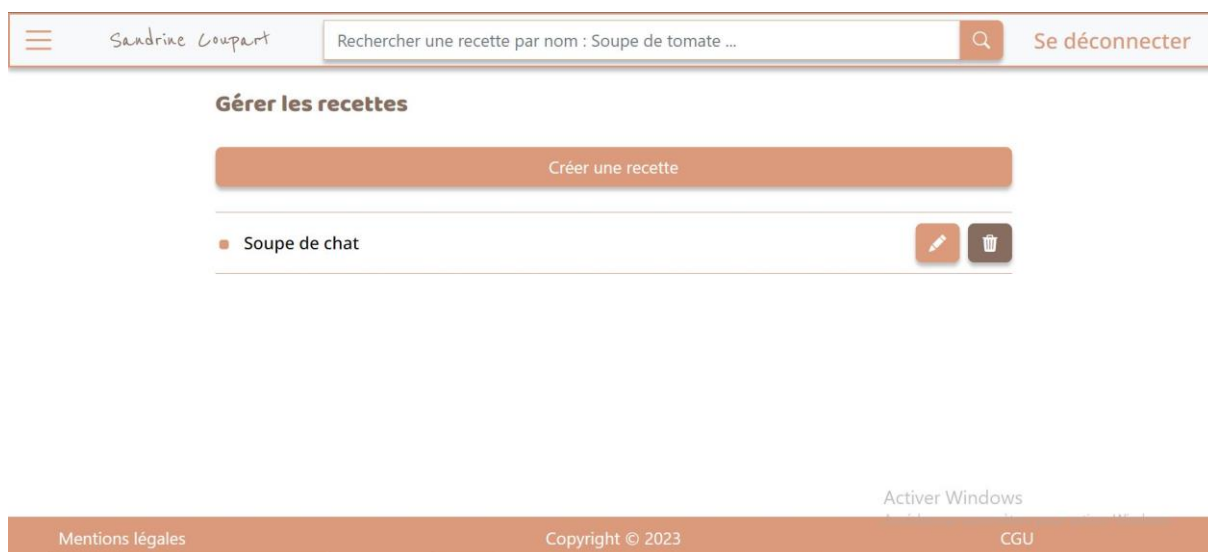 Sandrine Coupart
Rechercher une recette par nom : Soupe de tomate ...
Se déconnecter
Gérer les recettes
Créer une recette
Soupe de chat
Activer Windows
Mentions légales
Copyright © 2023
CGU